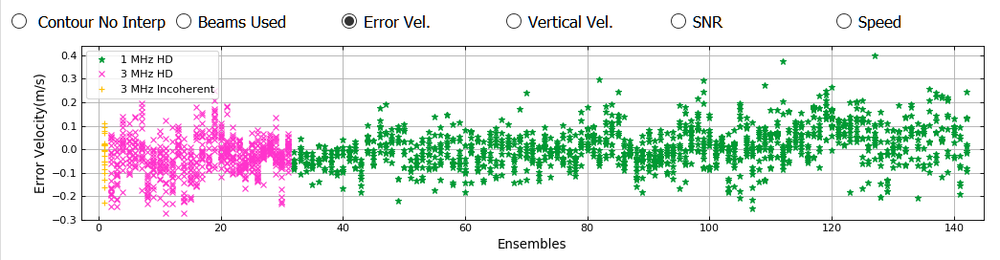 Contour No Interp Beams Used Error Vel. Vertical Vel. SNR Speed
0.4
0.3
0.2
0.1
0.0
−0.1
−0.2
−0.3
Error Velocity(m/s)
1 MHz HD
3 MHz HD
3 MHz Incoherent
0 20 40 60 80 100 120 140
Ensembles